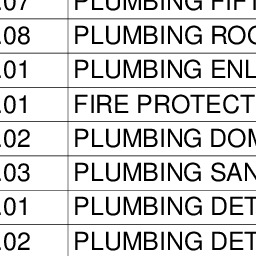 .07 PLUMBING FIFT
.08 PLUMBING ROO
.01 PLUMBING ENL
.01 FIRE PROTECT
.02 PLUMBING DOM
.03 PLUMBING SAN
.01 PLUMBING DET
.02 PLUMBING DET